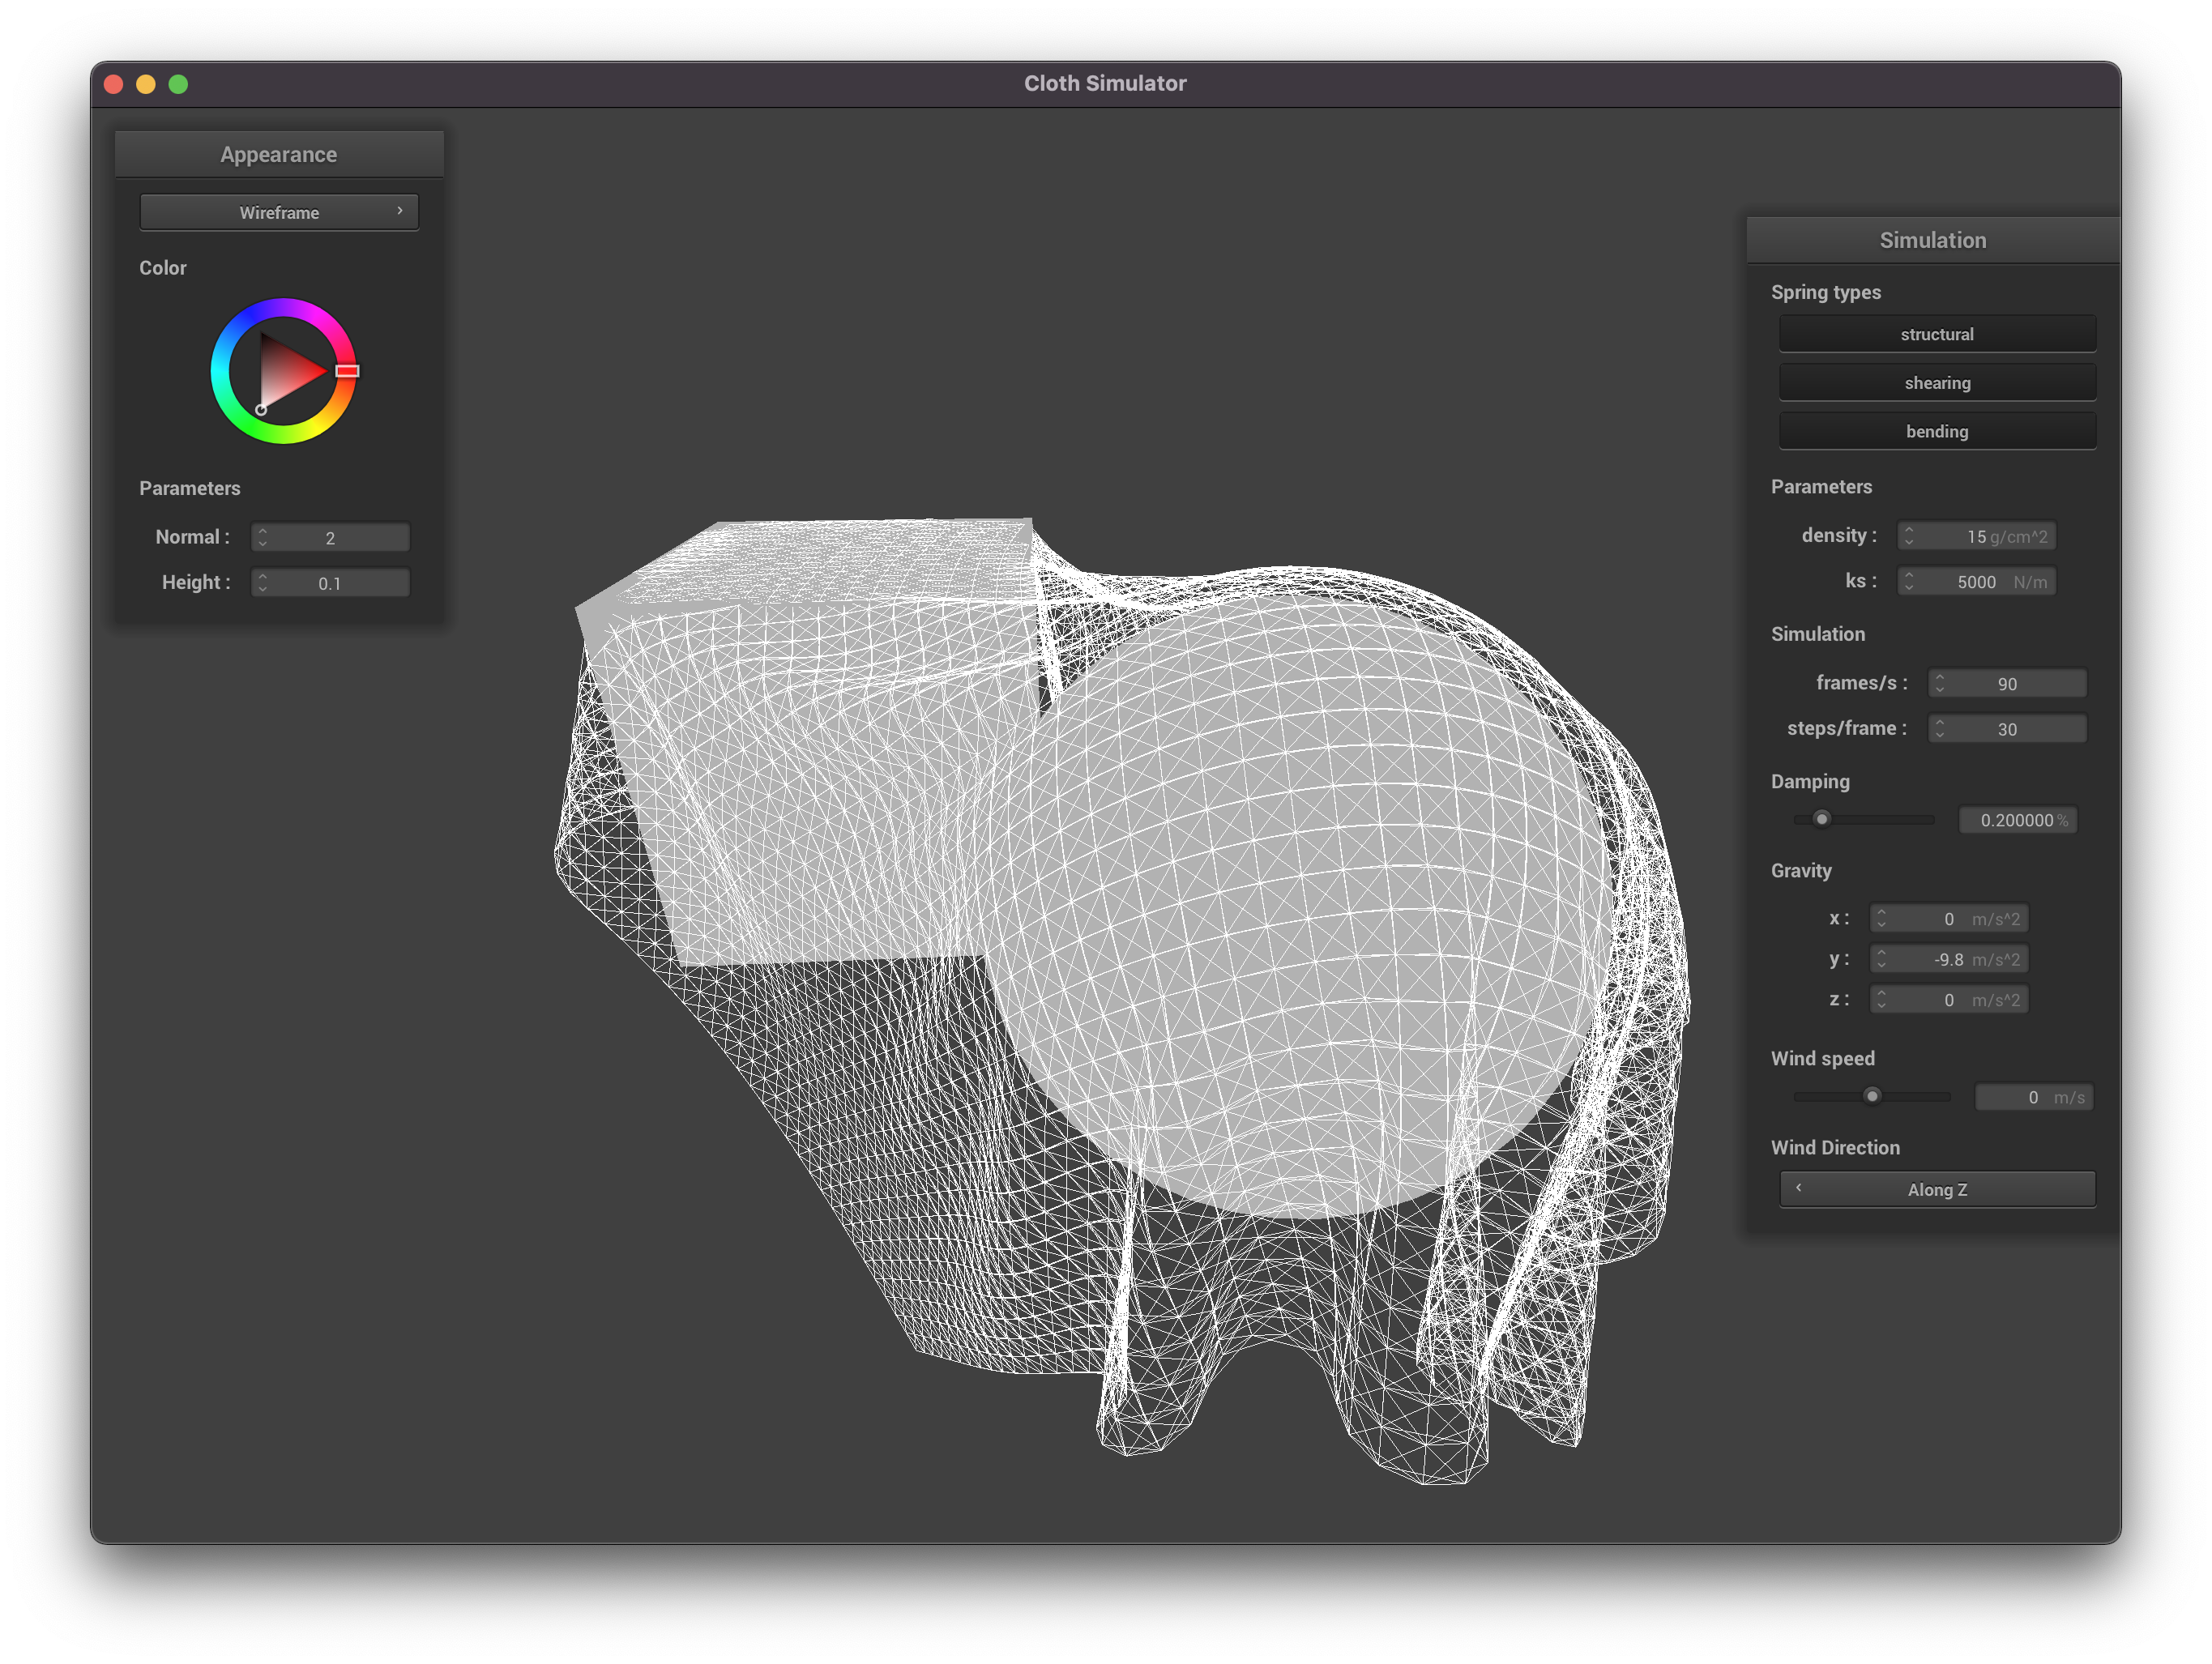 Cloth Simulator
Appearance
Wireframe
Color
Parameters
Normal : 2
Height : 0.1
Simulation
Spring types
structural
shearing
bending
Parameters
density : 15 g/cm^2
ks : 5000 N/m
Simulation
frames/s : 90
steps/frame : 30
Damping
0.200000 %
Gravity
x : 0 m/s^2
y : -9.8 m/s^2
z : 0 m/s^2
Wind speed
0 m/s
Wind Direction
Along Z